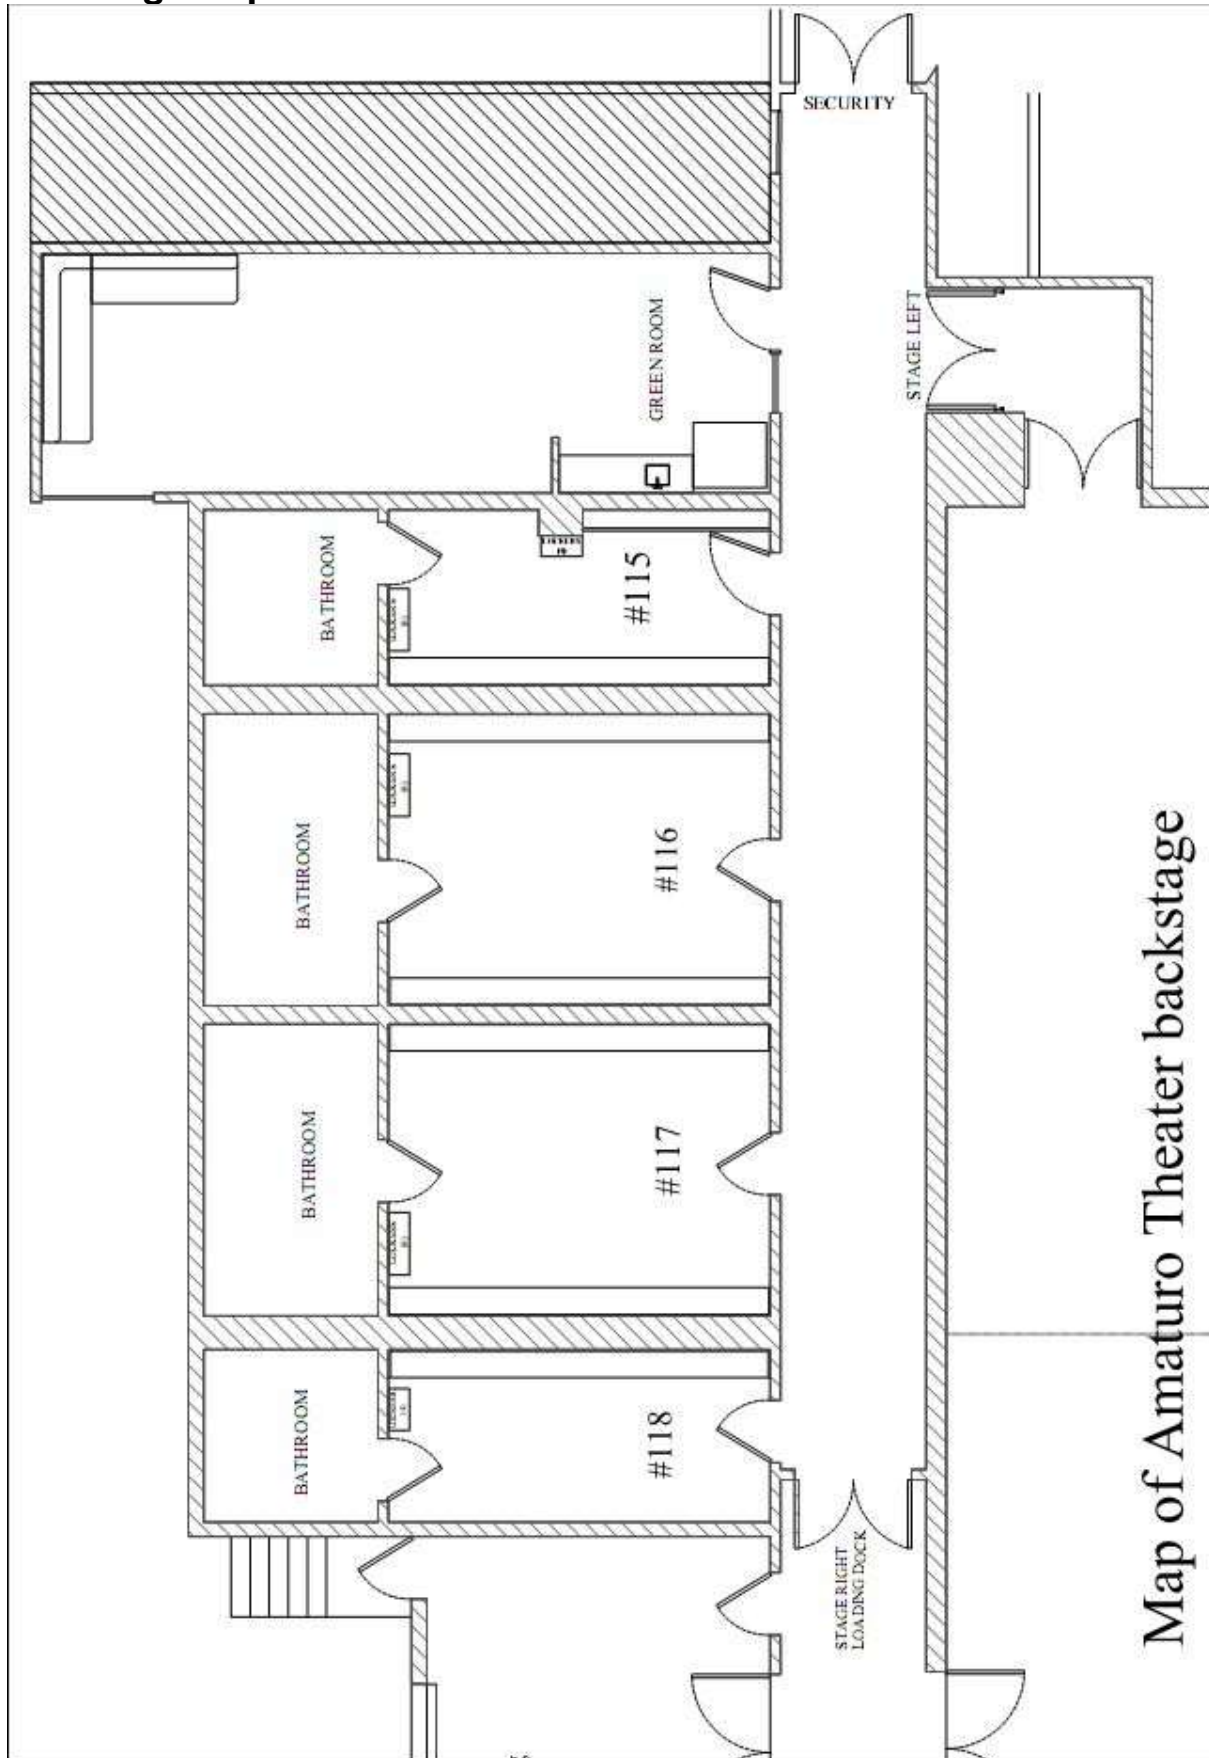 SECURITY
GREEN ROOM
STAGE LEFT
BATHROOM
#115
BATHROOM
#116
BATHROOM
#117
BATHROOM
#118
STAGE RIGHT
LOADING DOCK
Map of Amaturo Theater backstage